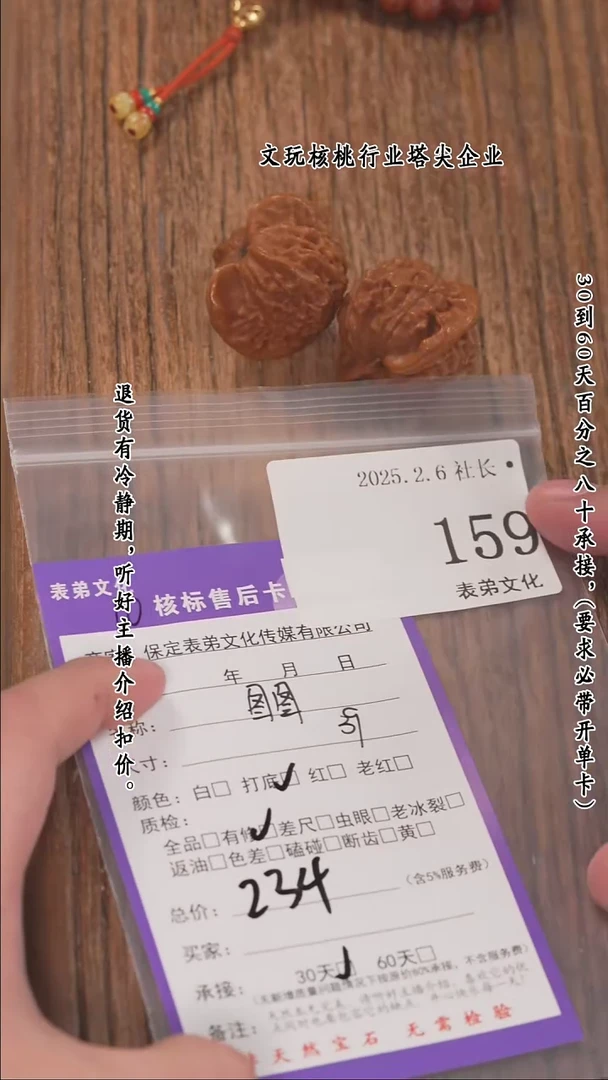 文玩核桃行业塔尖企业
30到60天百分之八十承接，（要求必带开单卡）
退货有冷静期，听好主播介绍扣价。
2025.2.6 社长
159
表弟文化
表弟文
核标售后卡
保定表弟文化传媒有限公司
年 月 日
称：
尺寸：
颜色：白□ 打底☑ 红□ 老红□
质检：
全品□有修☑差尺□虫眼□老冰裂□
返油□色差□磕碰□断齿□黄□
总价：234（含5%服务费）
买家：
承接： 30天☑ 60天□
备注：
天然宝石 无需检验